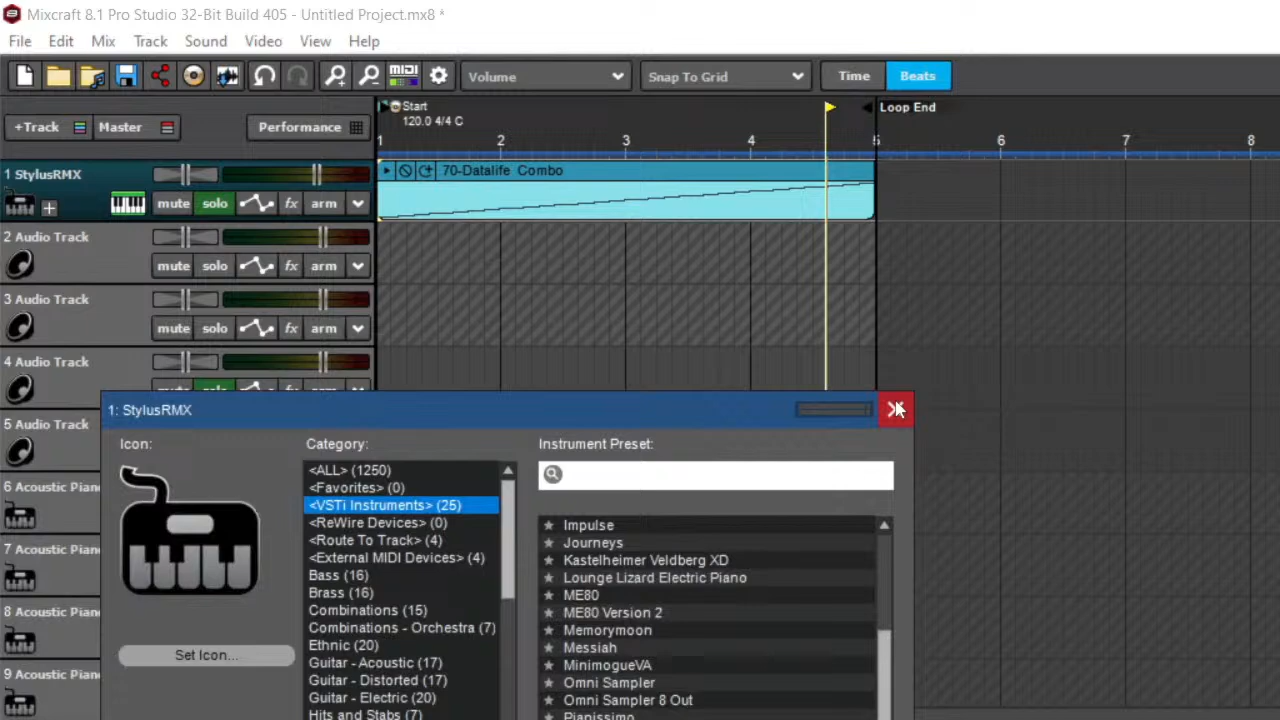 Mixcraft 8.1 Pro Studio 32-Bit Build 405 - Untitled Project.mx8 *
File Edit Mix Track Sound Video View Help
MIDI Volume Snap To Grid Time Beats
+Track Master Performance
Start
120.0 4/4 C
Loop End
1 2 3 4 5 6 7 8
1 StylusRMX
mute solo fx arm
70-Datalife Combo
2 Audio Track
mute solo fx arm
3 Audio Track
mute solo fx arm
4 Audio Track
5 Audio Track
6 Acoustic Pian
7 Acoustic Pian
8 Acoustic Pian
9 Acoustic Pian
1: StylusRMX
Icon:
Set Icon...
Category:
<ALL> (1250)
<Favorites> (0)
<VSTi Instruments> (25)
<ReWire Devices> (0)
<Route To Track> (4)
<External MIDI Devices> (4)
Bass (16)
Brass (16)
Combinations (15)
Combinations - Orchestra (7)
Ethnic (20)
Guitar - Acoustic (17)
Guitar - Distorted (17)
Guitar - Electric (20)
Hits and Stabs (7)
Instrument Preset:
Impulse
Journeys
Kastelheimer Veldberg XD
Lounge Lizard Electric Piano
ME80
ME80 Version 2
Memorymoon
Messiah
MinimogueVA
Omni Sampler
Omni Sampler 8 Out
Pianissimo